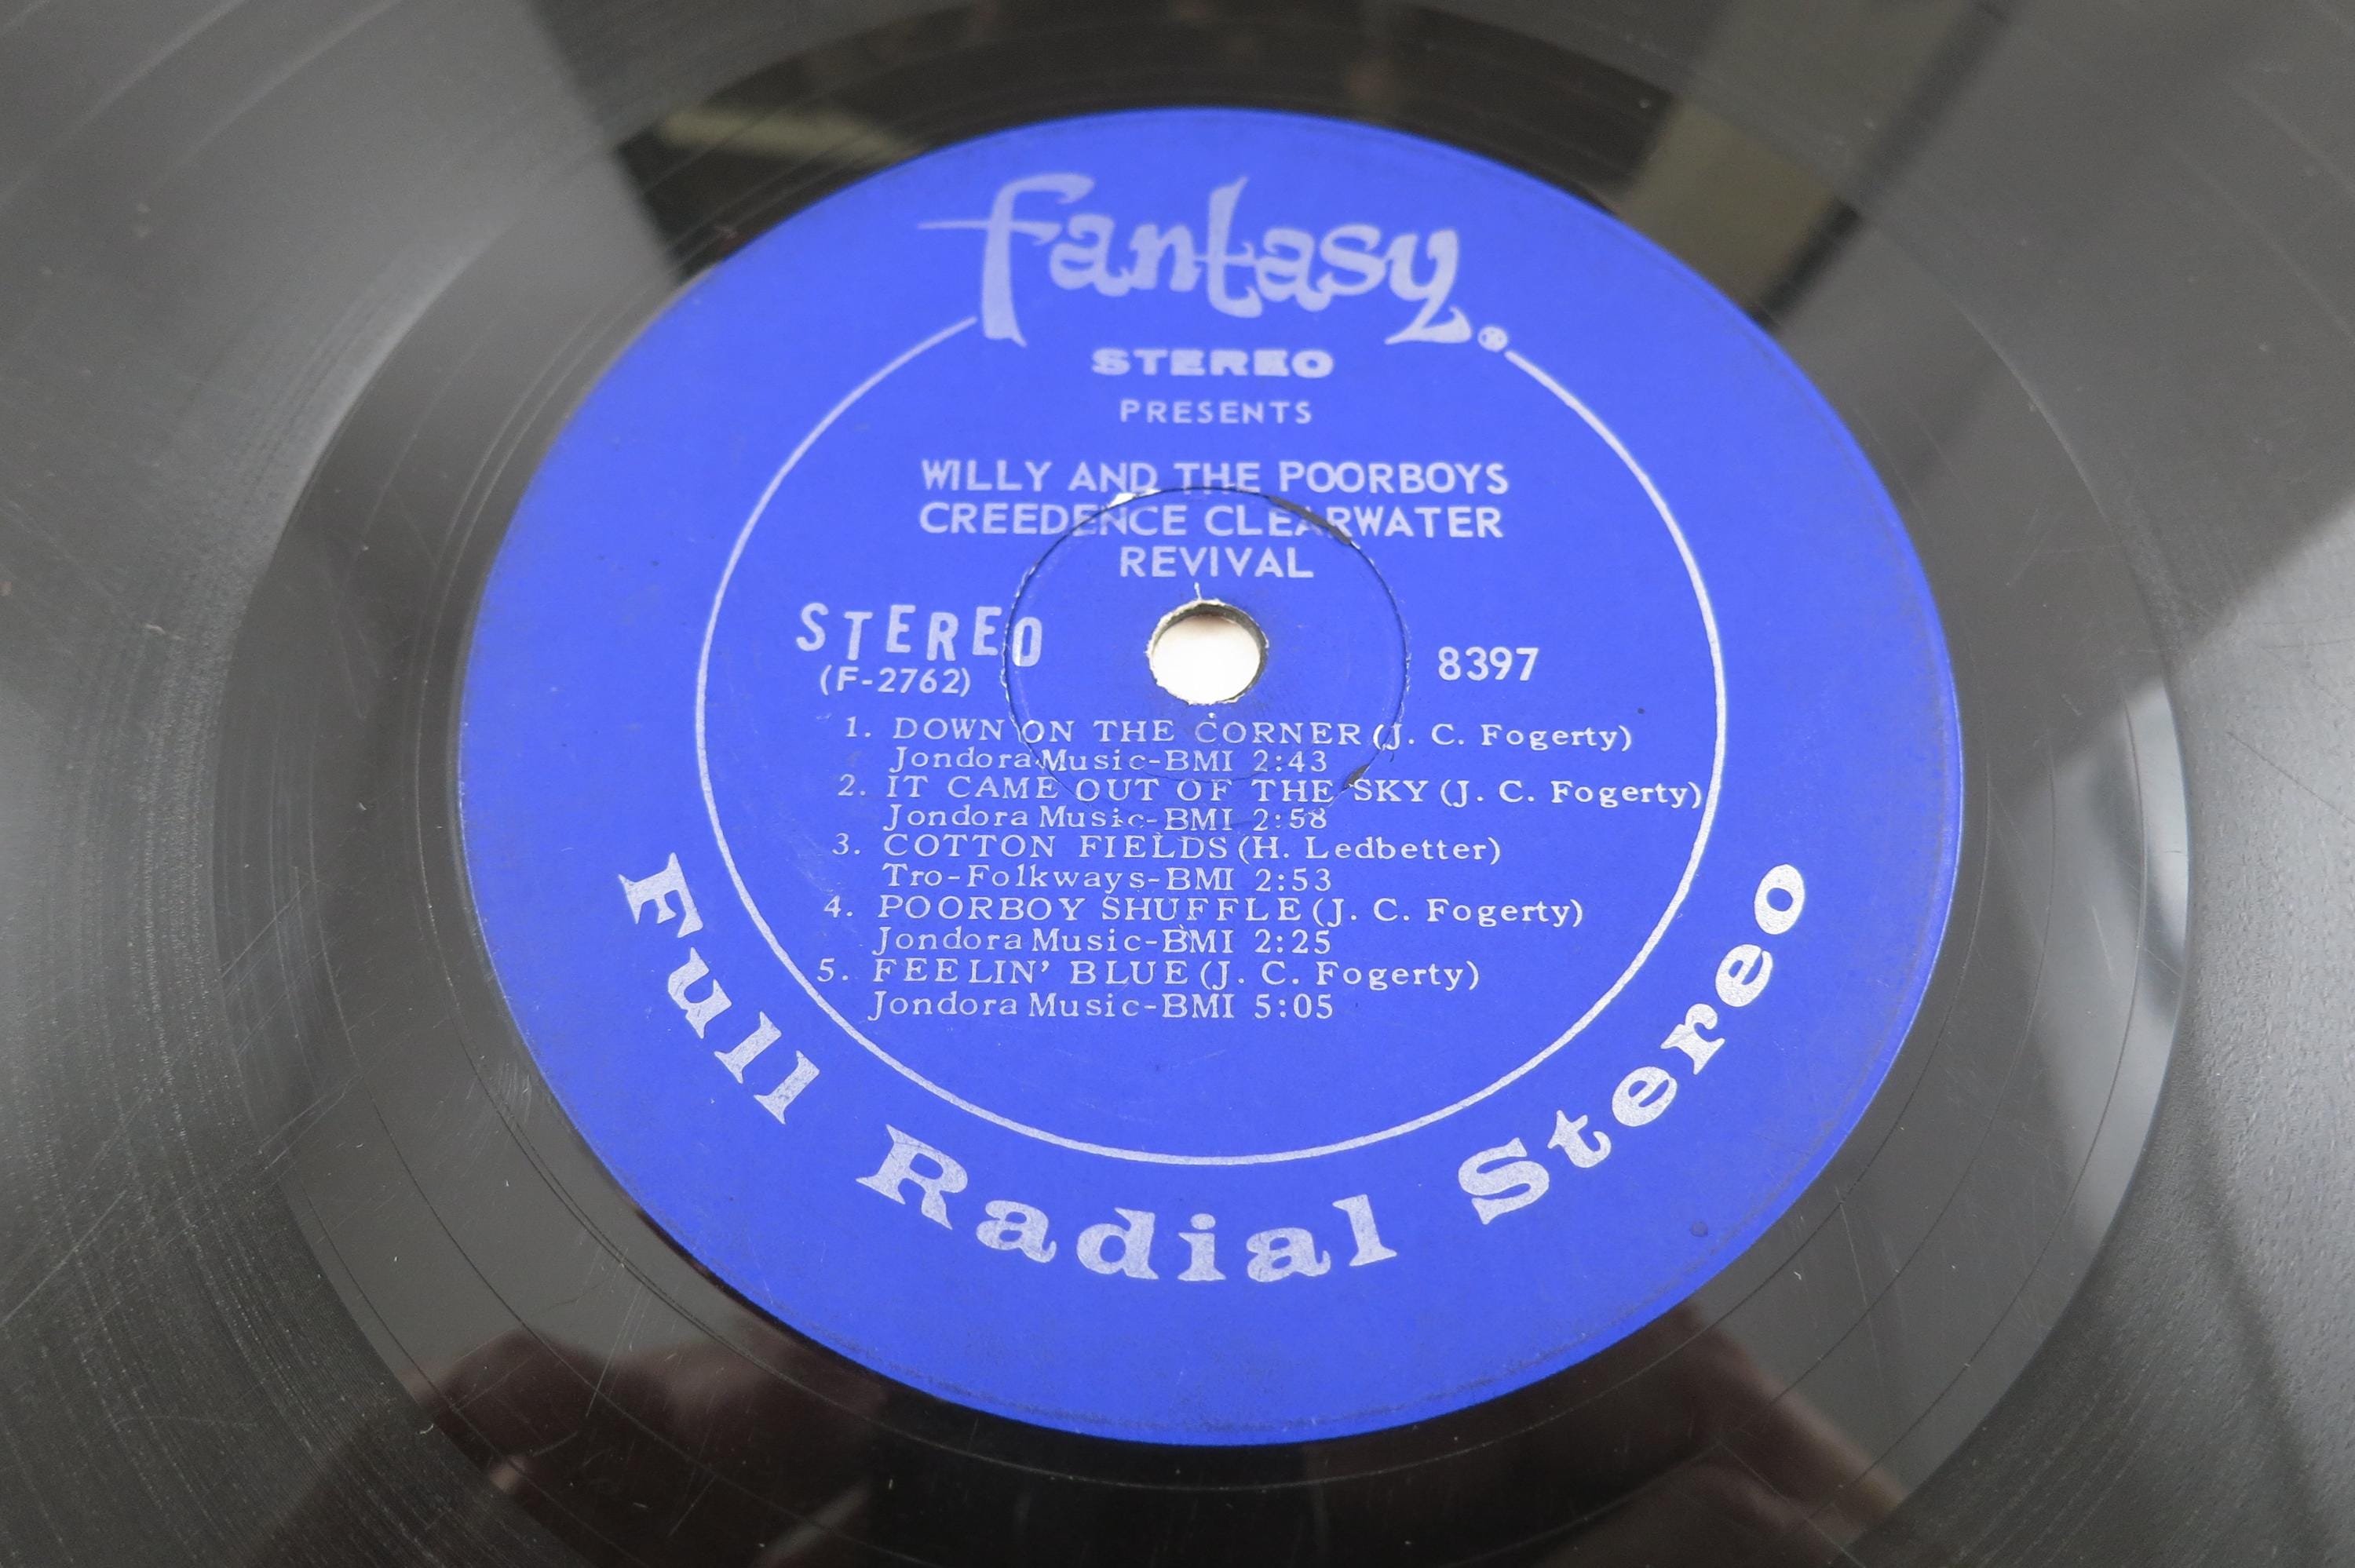 fantasy.®
STEREO
PRESENTS
WILLY AND THE POORBOYS
CREEDENCE CLEARWATER
REVIVAL
STEREO
(F-2762)
8397
1. DOWN ON THE CORNER (J. C. Fogerty)
Jondora Music-BMI 2:43
2. IT CAME OUT OF THE SKY (J. C. Fogerty)
Jondora Music-BMI 2:58
3. COTTON FIELDS (H. Ledbetter)
Tro-Folkways-BMI 2:53
4. POORBOY SHUFFLE (J. C. Fogerty)
Jondora Music-BMI 2:25
5. FEELIN' BLUE (J. C. Fogerty)
Jondora Music-BMI 5:05
Full Radial Stereo